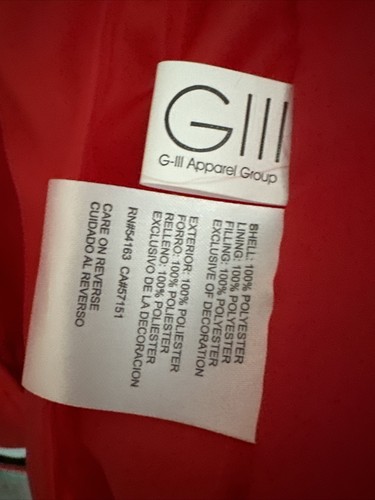 GIII
G-III Apparel Group
SHELL: 100% POLYESTER
LINING: 100% POLYESTER
FILLING: 100% POLYESTER
EXCLUSIVE OF DECORATION
EXTERIOR: 100% POLIESTER
FORRO: 100% POLIESTER
RELLENO: 100% POLIESTER
EXCLUSIVO DE LA DECORACION
RN#54163 CA#57151
CARE ON REVERSE
CUIDADO AL REVERSO